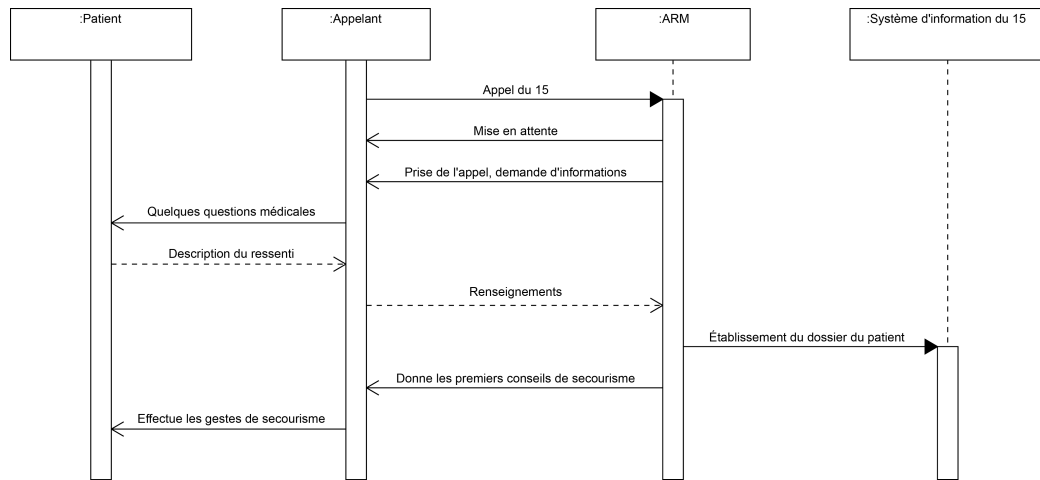 :Patient
:Appelant
:ARM
:Système d'information du 15
Appel du 15
Mise en attente
Prise de l'appel, demande d'informations
Quelques questions médicales
Description du ressenti
Renseignements
Établissement du dossier du patient
Donne les premiers conseils de secourisme
Effectue les gestes de secourisme